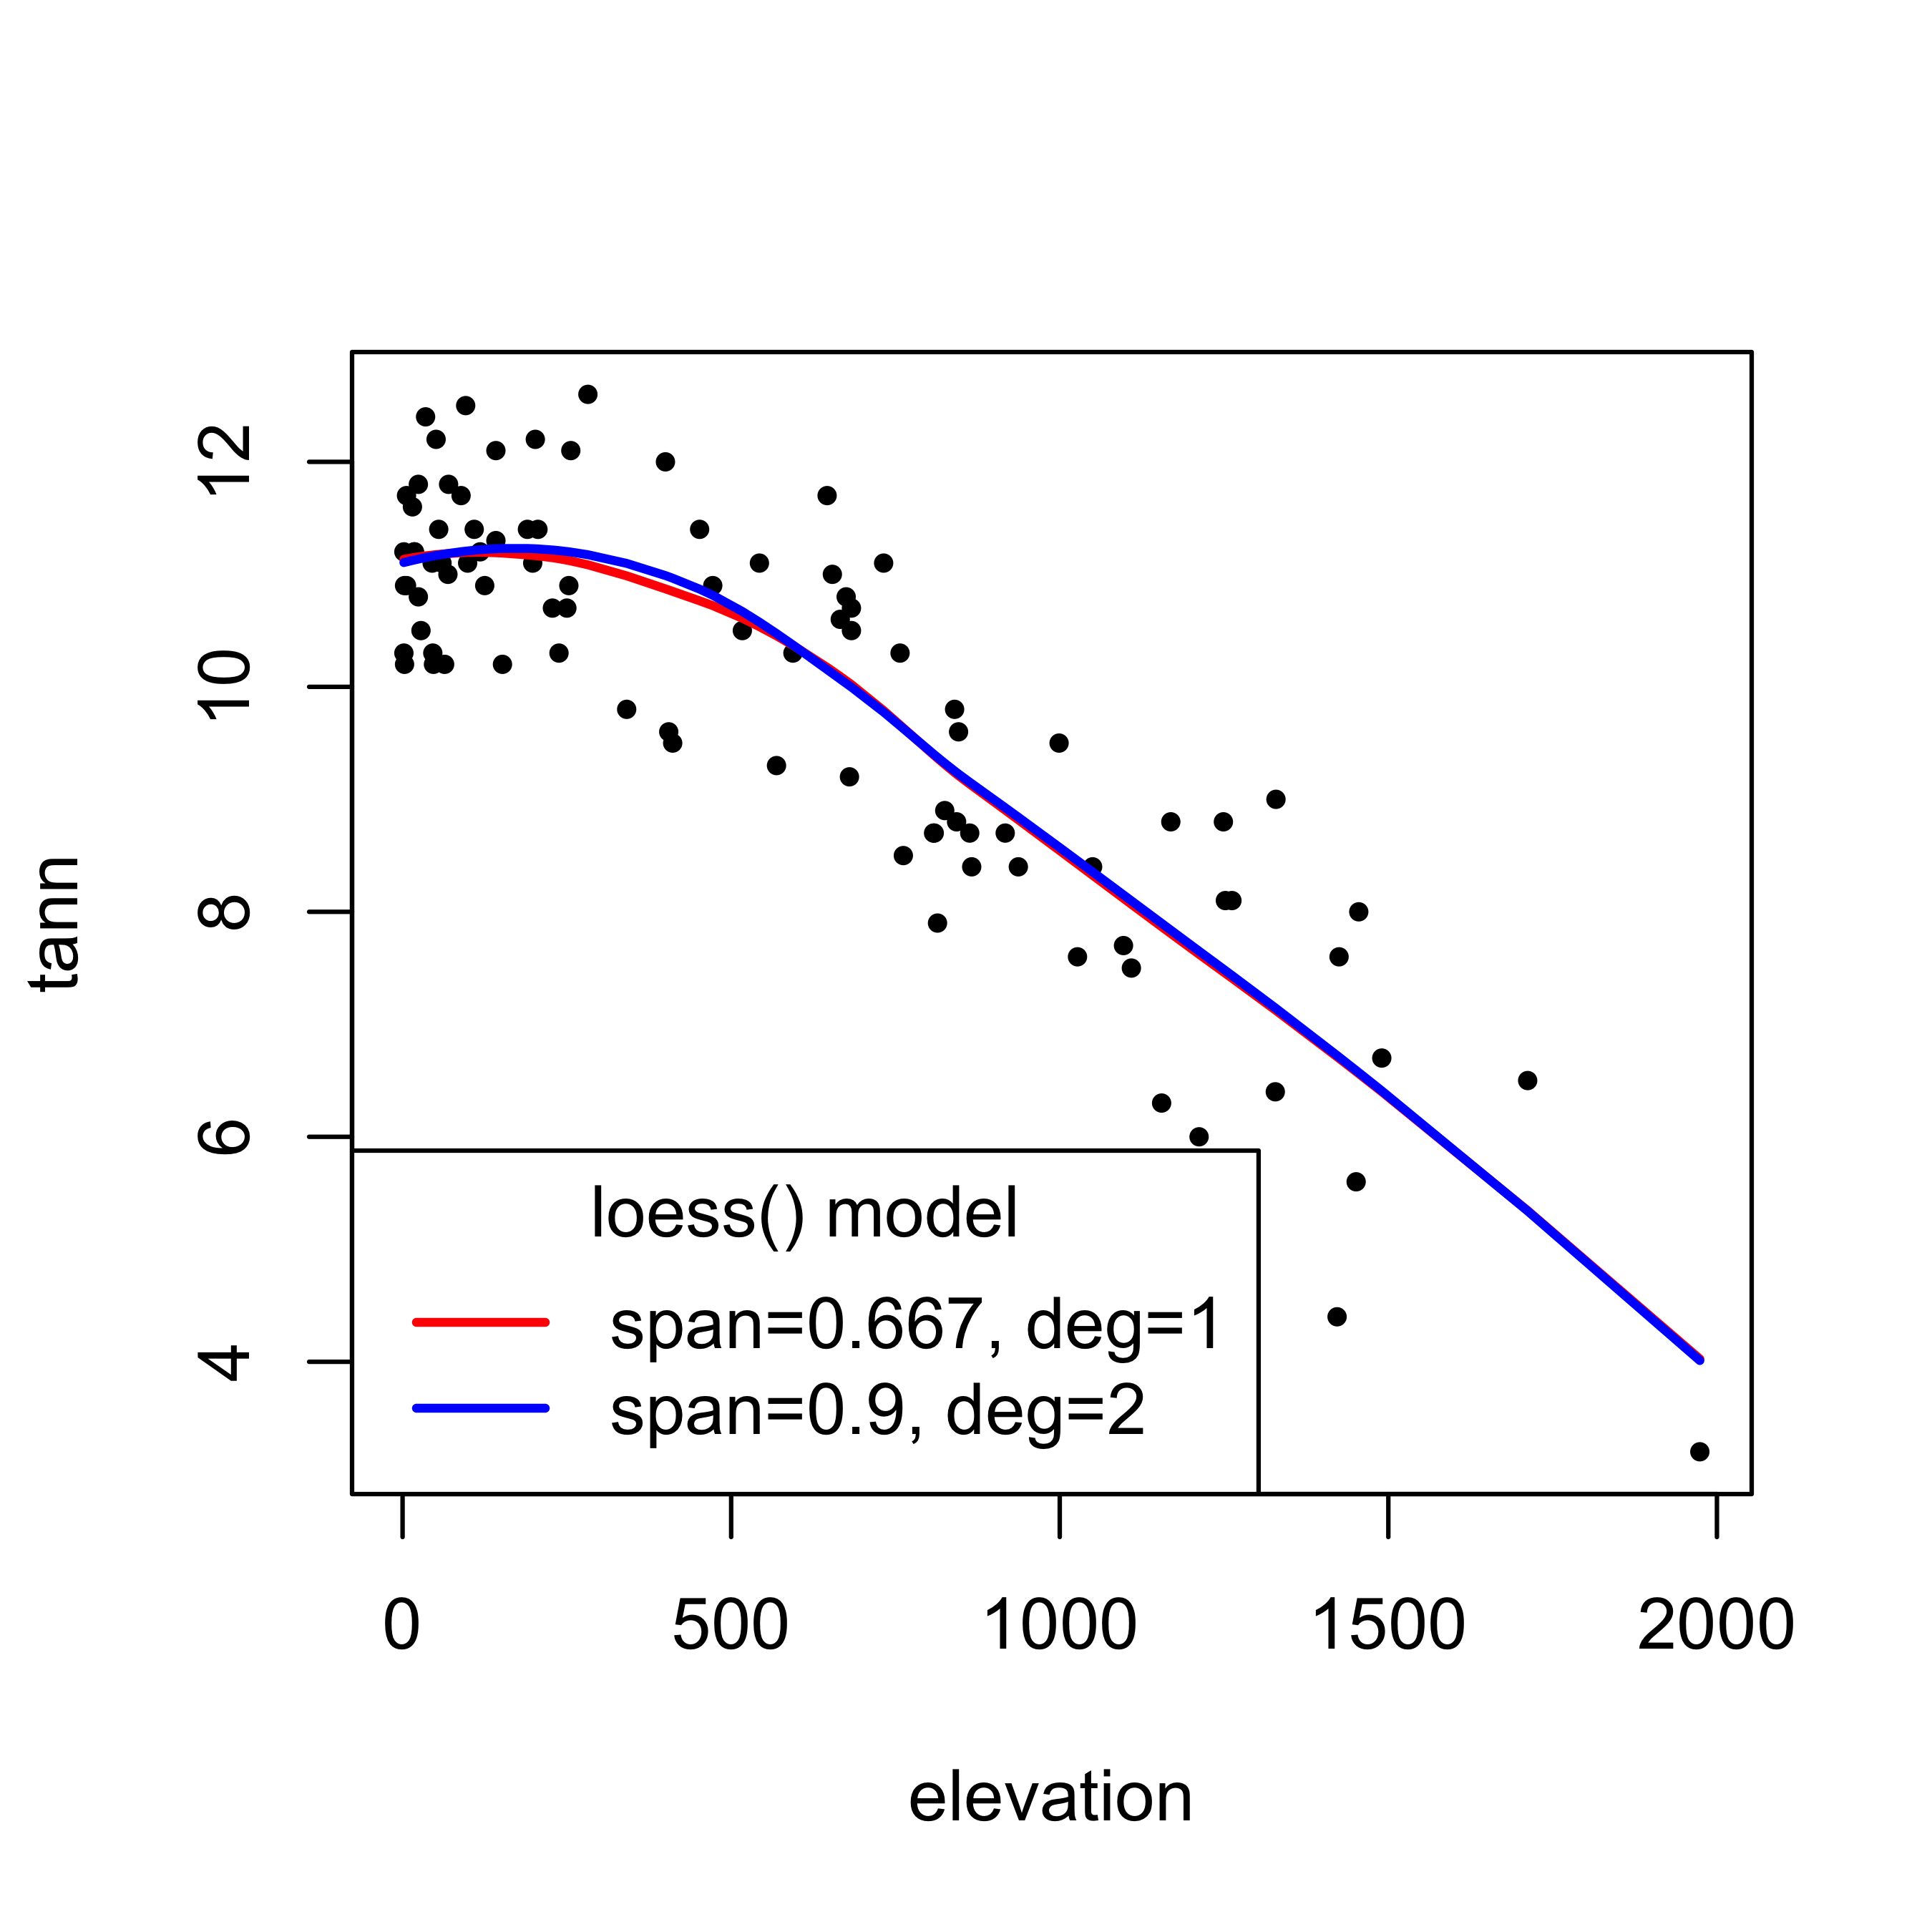 tann
12
10
8
6
4
loess() model
span=0.667, deg=1
span=0.9, deg=2
0 500 1000 1500 2000
elevation